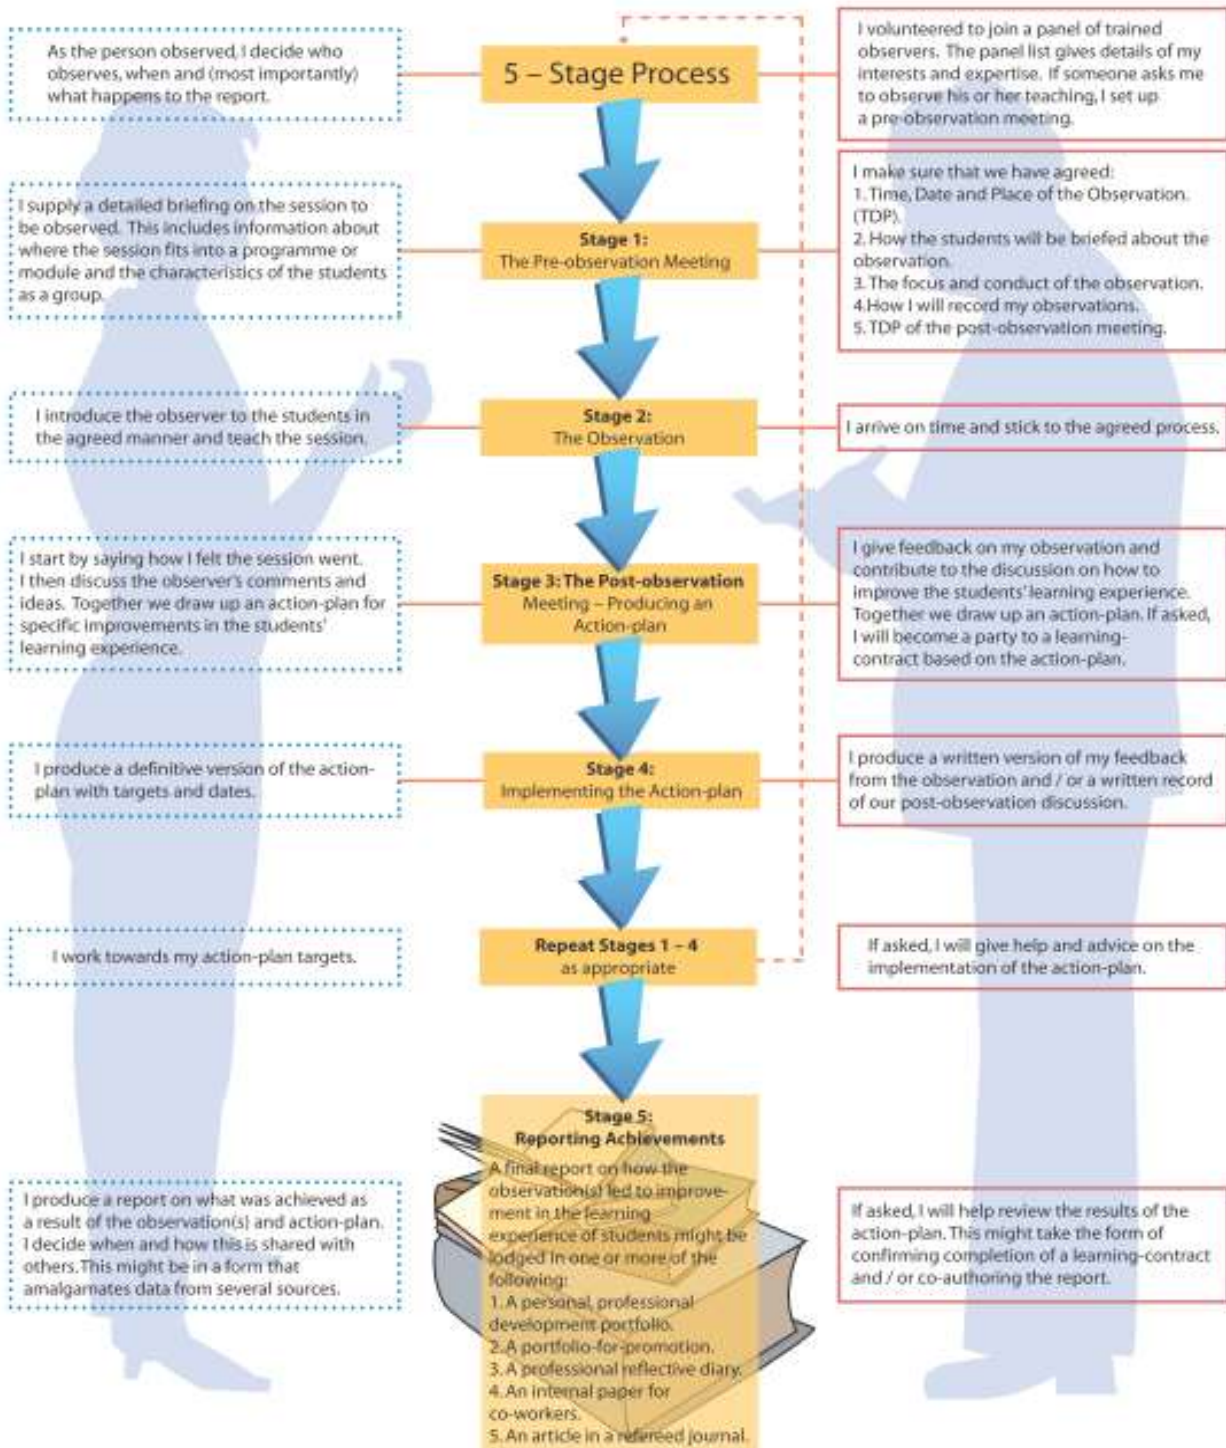 As the person observed, I decide who
observes, when and (most importantly)
what happens to the report.
5 – Stage Process
I volunteered to join a panel of trained
observers. The panel list gives details of my
interests and expertise. If someone asks me
to observe his or her teaching, I set up
a pre-observation meeting.
I supply a detailed briefing on the session to
be observed. This includes information about
where the session fits into a programme or
module and the characteristics of the students
as a group.
Stage 1:
The Pre-observation Meeting
I make sure that we have agreed:
1. Time, Date and Place of the Observation.
(TDP).
2. How the students will be briefed about the
observation.
3. The focus and conduct of the observation.
4.How I will record my observations.
5. TDP of the post-observation meeting.
I introduce the observer to the students in
the agreed manner and teach the session.
Stage 2:
The Observation
I arrive on time and stick to the agreed process.
I start by saying how I felt the session went.
I then discuss the observer's comments and
ideas. Together we draw up an action-plan for
specific improvements in the students'
learning experience.
Stage 3: The Post-observation
Meeting – Producing an
Action-plan
I give feedback on my observation and
contribute to the discussion on how to
improve the students' learning experience.
Together we draw up an action-plan. If asked,
I will become a party to a learning-
contract based on the action-plan.
I produce a definitive version of the action-
plan with targets and dates.
Stage 4:
Implementing the Action-plan
I produce a written version of my feedback
from the observation and / or a written record
of our post-observation discussion.
I work towards my action-plan targets.
Repeat Stages 1 – 4
as appropriate
If asked, I will give help and advice on the
implementation of the action-plan.
I produce a report on what was achieved as
a result of the observation(s) and action-plan.
I decide when and how this is shared with
others. This might be in a form that
amalgamates data from several sources.
Stage 5:
Reporting Achievements
A final report on how the
observation(s) led to improve-
ment in the learning
experience of students might be
lodged in one or more of the
following:
1. A personal, professional
development portfolio.
2. A portfolio-for-promotion.
3. A professional reflective diary.
4. An internal paper for
co-workers.
5. An article in a refereed journal.
If asked, I will help review the results of the
action-plan. This might take the form of
confirming completion of a learning-contract
and / or co-authoring the report.